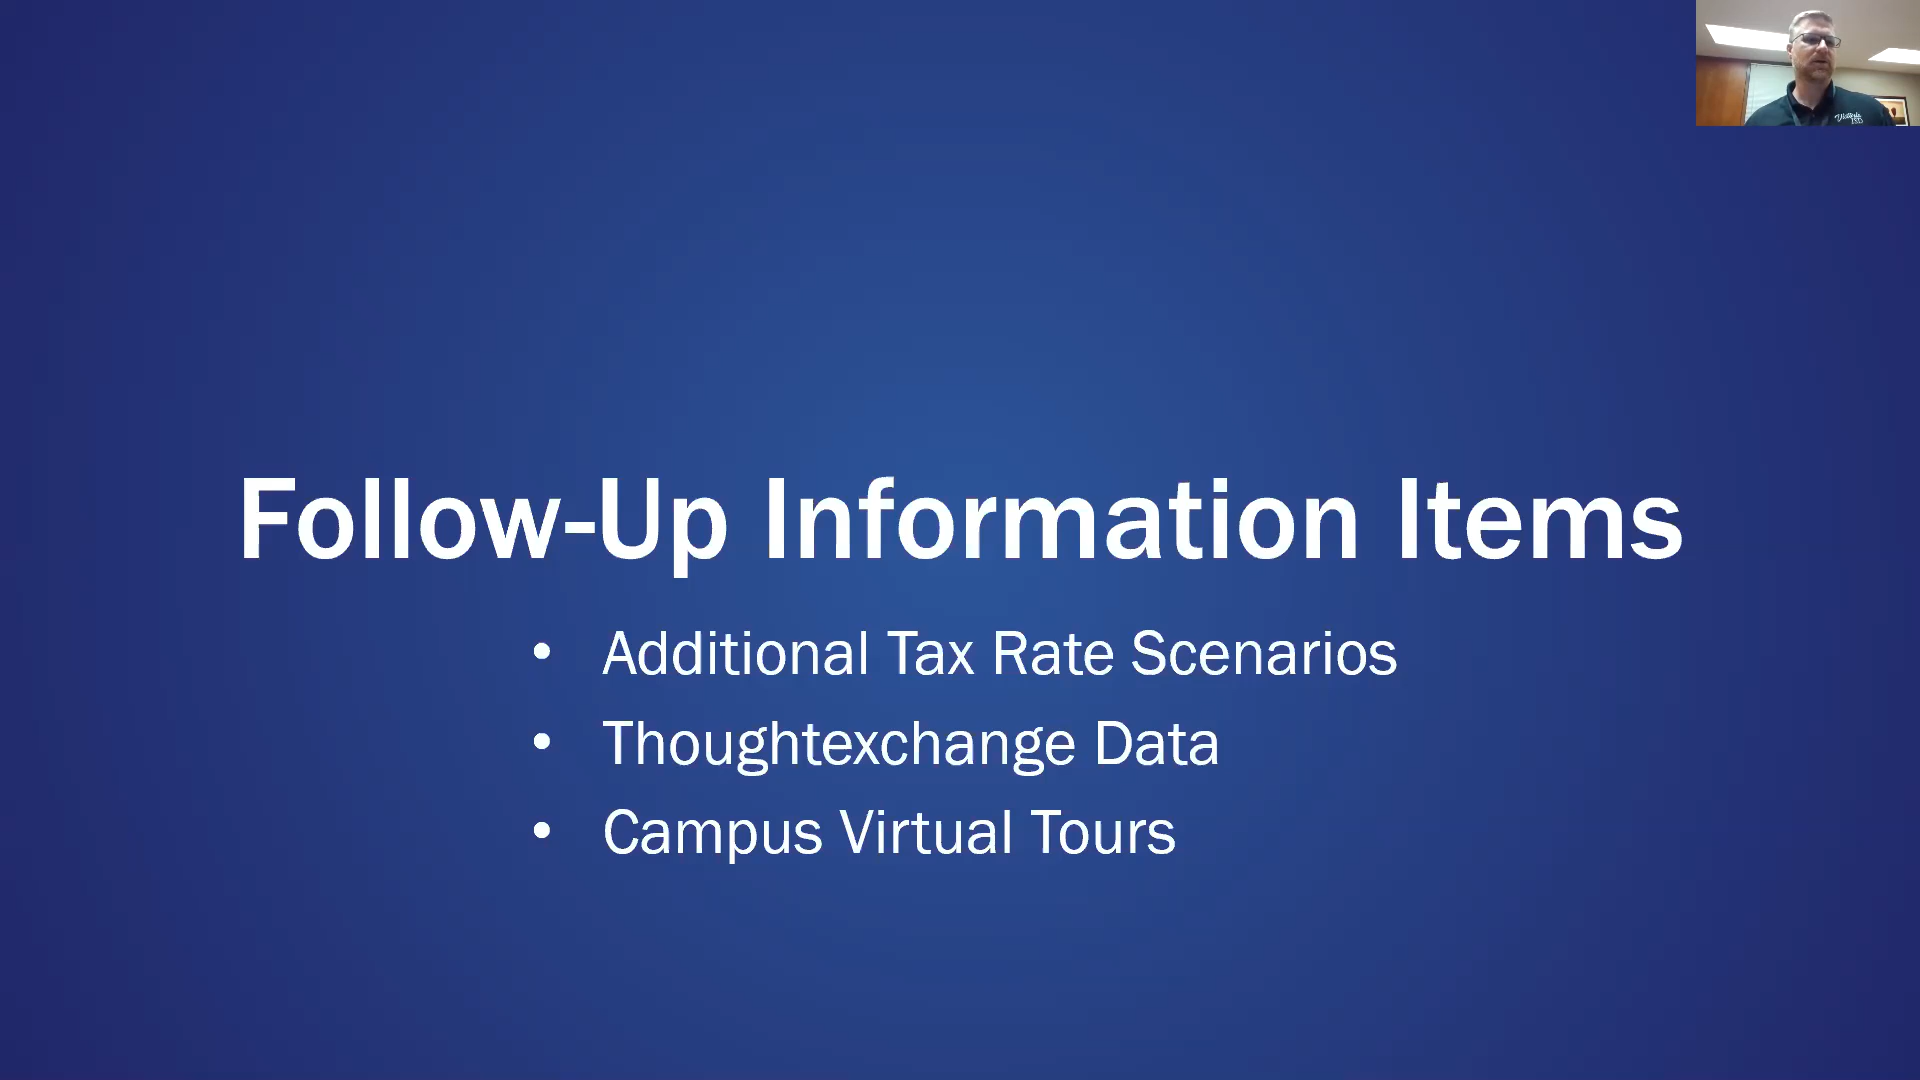 Follow-Up Information Items
• Additional Tax Rate Scenarios
• Thoughtexchange Data
• Campus Virtual Tours